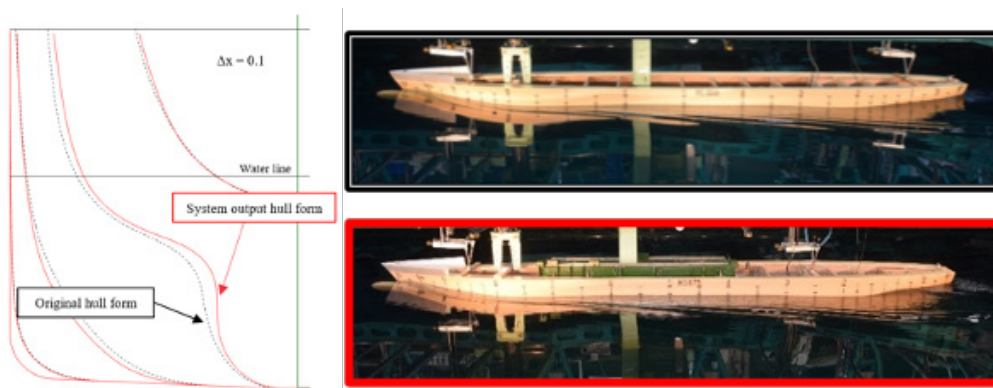 Δx = 0.1
Water line
System output hull form
Original hull form